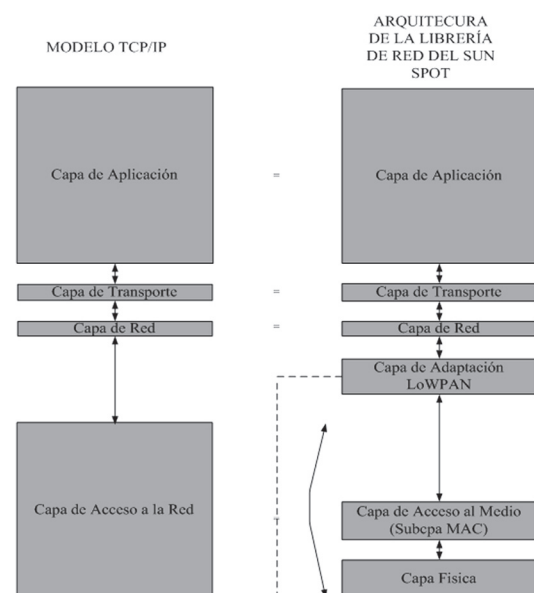 MODELO TCP/IP
ARQUITECTURA
DE LA LIBRERÍA
DE RED DEL SUN
SPOT
Capa de Aplicación
=
Capa de Aplicación
Capa de Transporte
=
Capa de Transporte
Capa de Red
=
Capa de Red
Capa de Adaptación
LoWPAN
Capa de Acceso a la Red
Capa de Acceso al Medio
(Subcpa MAC)
Capa Fisica